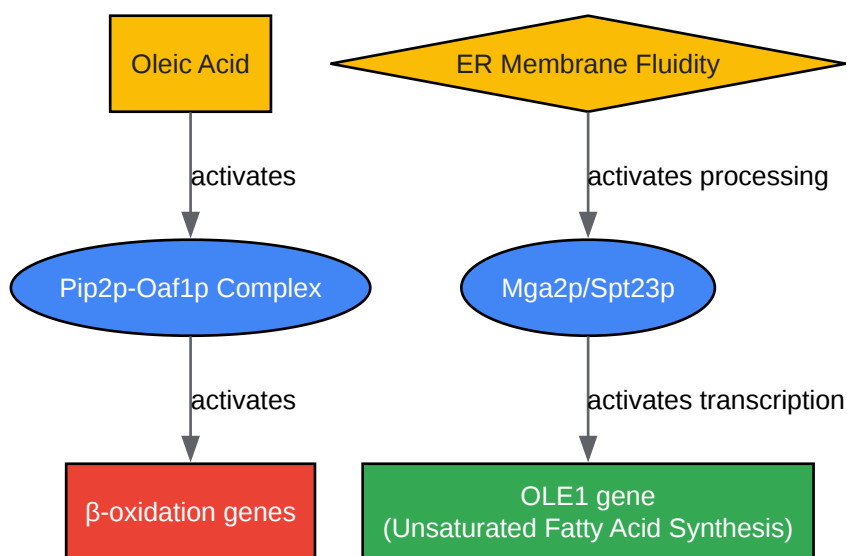 Oleic Acid
ER Membrane Fluidity
activates
activates processing
Pip2p-Oaf1p Complex
Mga2p/Spt23p
activates
activates transcription
β-oxidation genes
OLE1 gene
(Unsaturated Fatty Acid Synthesis)